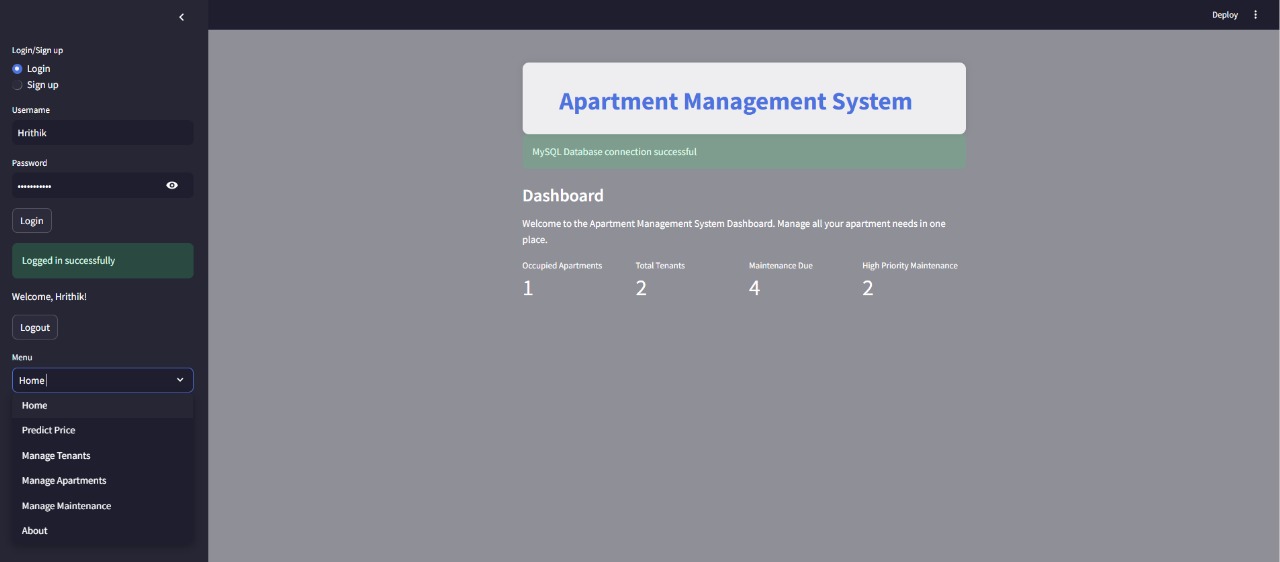 Deploy
Login/Sign up
Login
Sign up
Username
Hrithik
Password
Login
Logged in successfully
Welcome, Hrithik!
Logout
Menu
Home
Home
Predict Price
Manage Tenants
Manage Apartments
Manage Maintenance
About
Apartment Management System
MySQL Database connection successful
Dashboard
Welcome to the Apartment Management System Dashboard. Manage all your apartment needs in one
place.
Occupied Apartments Total Tenants Maintenance Due High Priority Maintenance
1 2 4 2